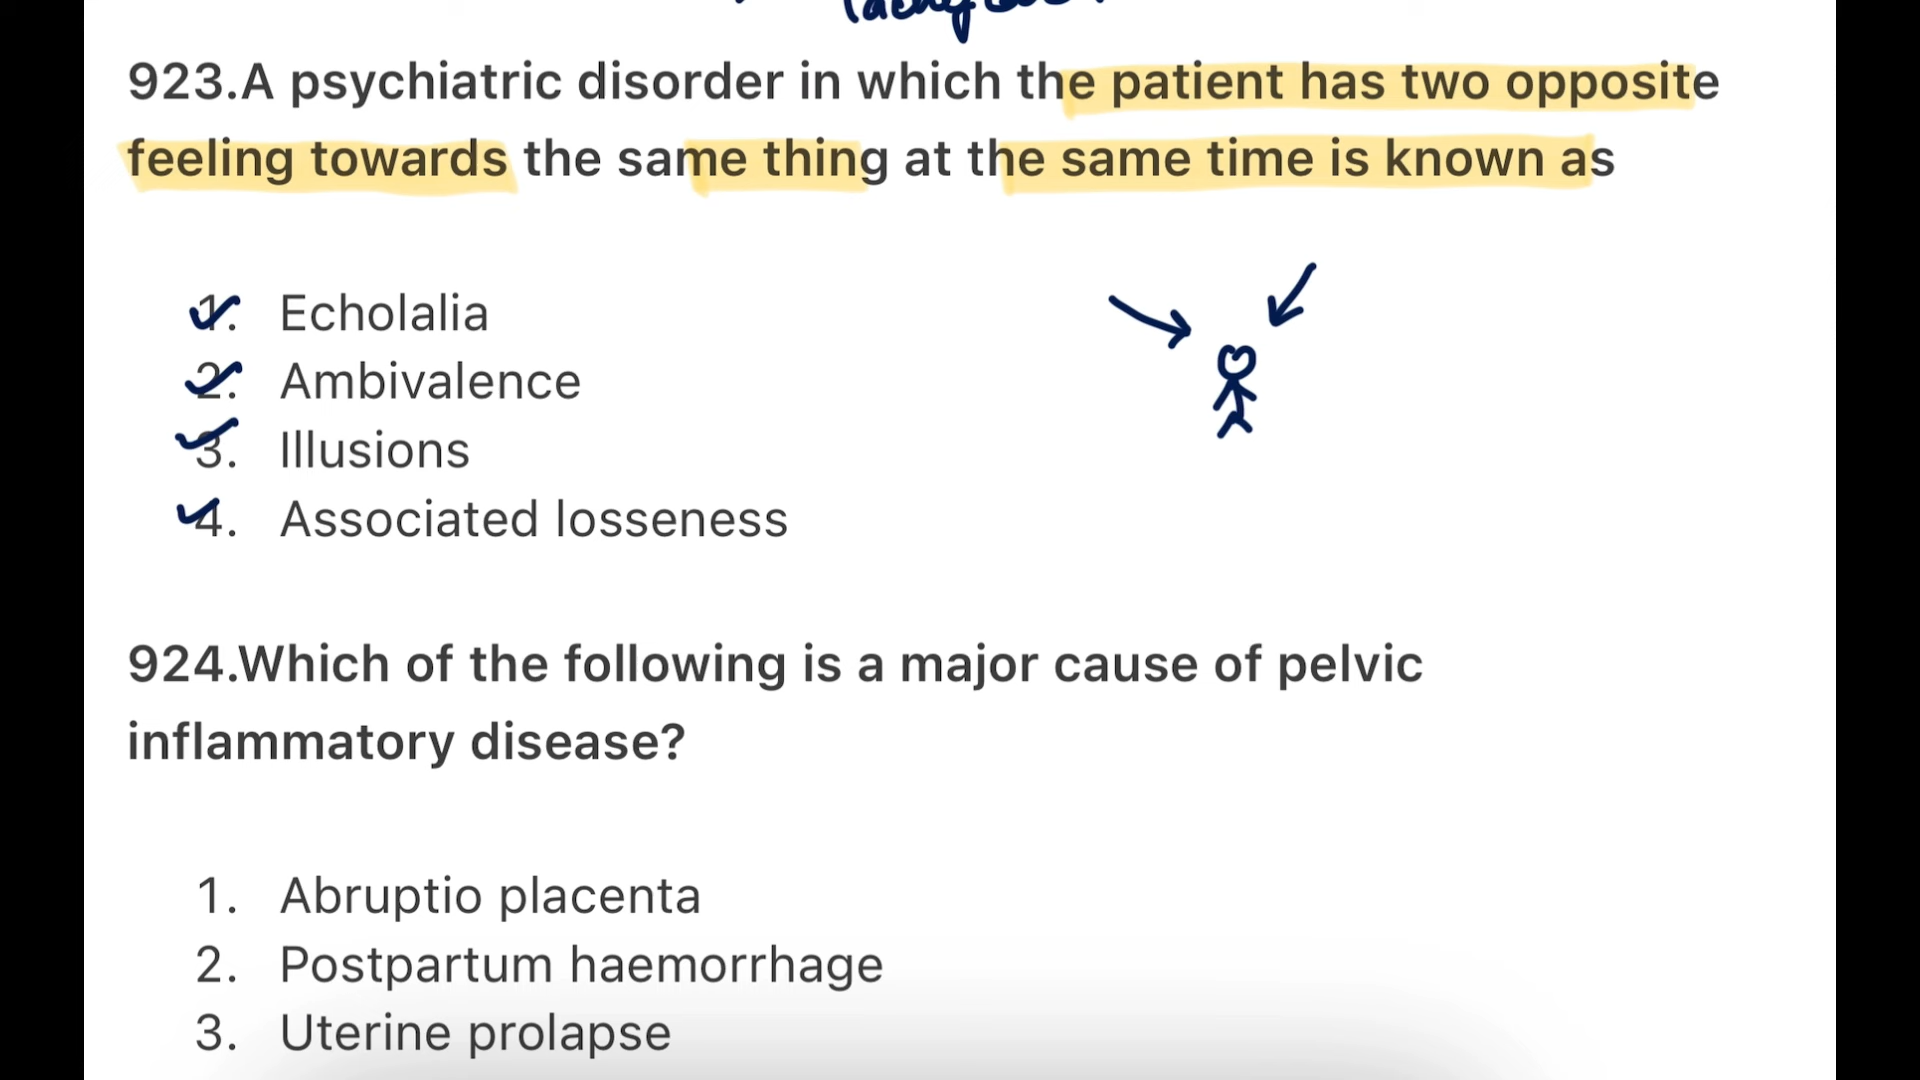 923.A psychiatric disorder in which the patient has two opposite
feeling towards the same thing at the same time is known as
1. Echolalia
2. Ambivalence
3. Illusions
4. Associated losseness
924.Which of the following is a major cause of pelvic
inflammatory disease?
1. Abruptio placenta
2. Postpartum haemorrhage
3. Uterine prolapse